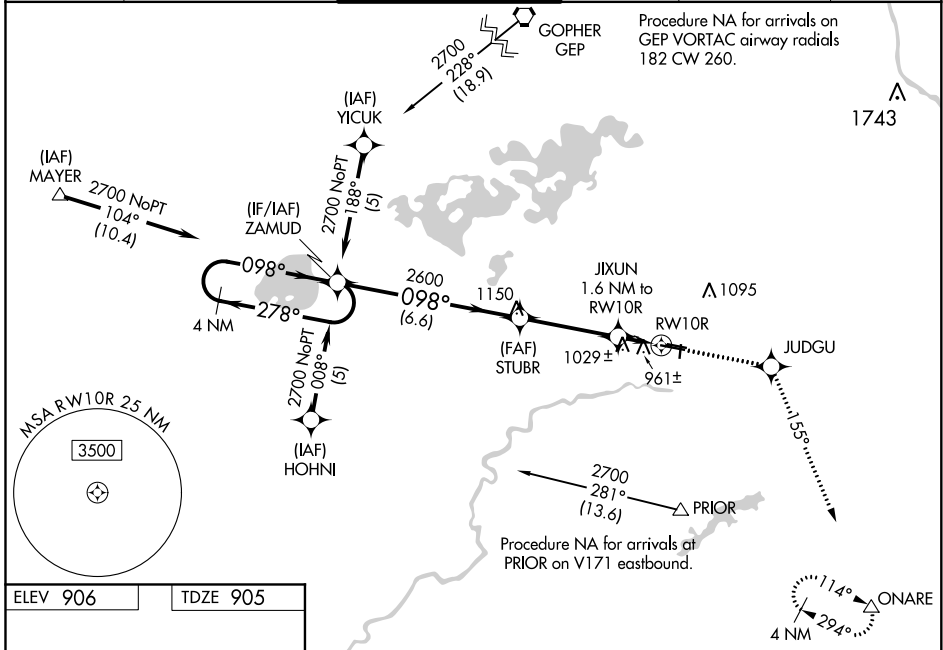 GOPHER
GEP
Procedure NA for arrivals on
GEP VORTAC airway radials
182 CW 260.
2700
228°
(18.9)
1743
(IAF)
YICUK
(IAF)
MAYER
2700 NoPT
104°
(10.4)
2700 NoPT
188°
(5)
(IF/IAF)
ZAMUD
098°
278°
4 NM
2600
098°
(6.6)
1150
(FAF)
STUBR
JIXUN
1.6 NM to
RW10R
1095
RW10R
1029±
961±
JUDGU
2700 NoPT
008°
(5)
(IAF)
HOHNI
155°
MSA RW10R 25 NM
3500
2700
281°
(13.6)
PRIOR
Procedure NA for arrivals at
PRIOR on V171 eastbound.
ELEV 906
TDZE 905
114°
294°
4 NM
ONARE